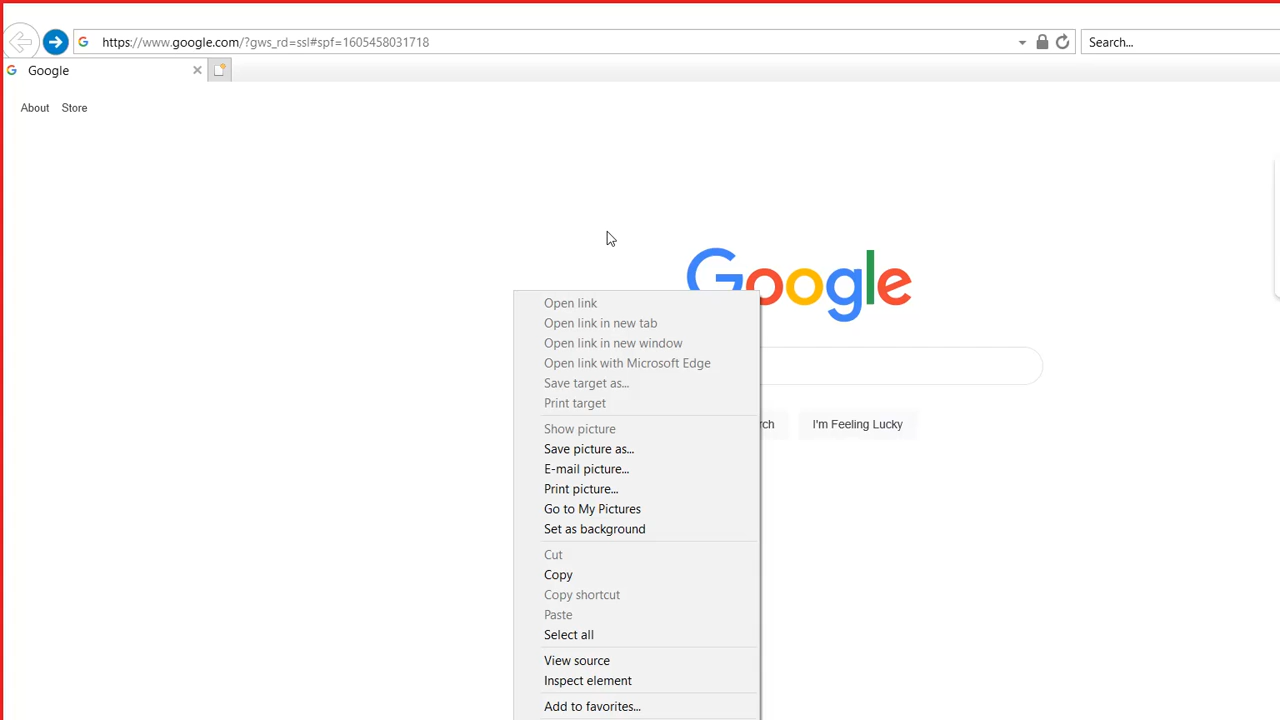 https://www.google.com/?gws_rd=ssl#spf=1605458031718
Search...
Google
About Store
Google
Open link
Open link in new tab
Open link in new window
Open link with Microsoft Edge
Save target as...
Print target
Show picture
Save picture as...
rch I'm Feeling Lucky
E-mail picture...
Print picture...
Go to My Pictures
Set as background
Cut
Copy
Copy shortcut
Paste
Select all
View source
Inspect element
Add to favorites...